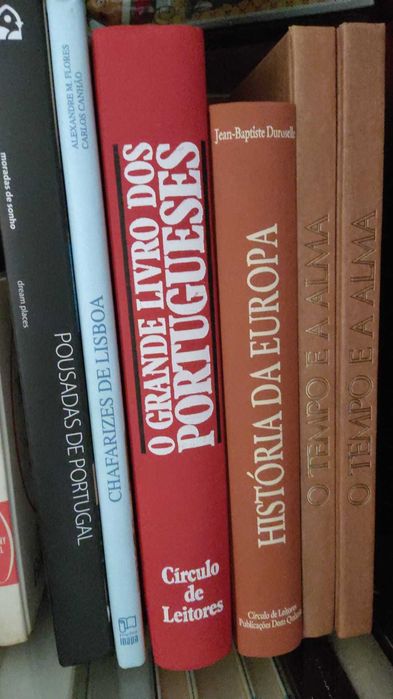 moradas de sonho
dream places
POUSADAS DE PORTUGAL
ALEXANDRE M. FLORES
CARLOS CANHÃO
CHAFARIZES DE LISBOA
O GRANDE LIVRO DOS
PORTUGUESES
Círculo
de
Leitores
Jean-Baptiste Duroselle
HISTÓRIA DA EUROPA
Círculo de Leitores
Publicações Dom
O TEMPO E A ALMA
O TEMPO E A ALMA